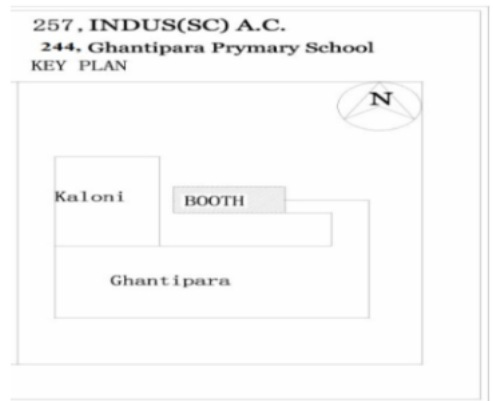 257, INDUS(SC) A.C.
244. Ghantipara Prymary School
KEY PLAN
N
Kaloni
BOOTH
Ghantipara